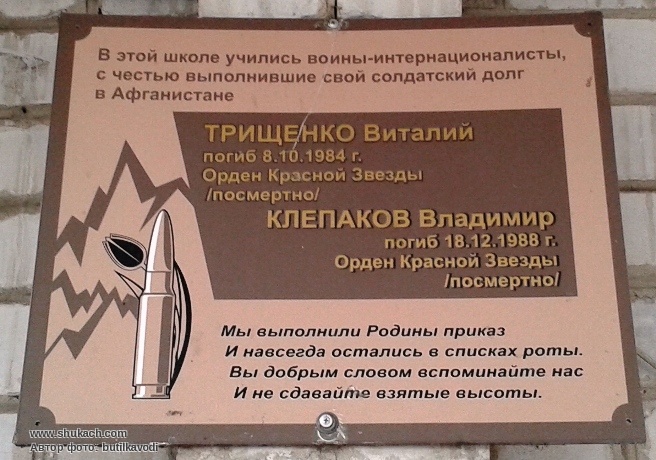 В этой школе учились воины-интернационалисты,
с честью выполнившие свой солдатский долг
в Афганистане
ТРИЩЕНКО Виталий
погиб 8.10.1984 г.
Орден Красной Звезды
/посмертно/
КЛЕПАКОВ Владимир
погиб 18.12.1988 г.
Орден Красной Звезды
/посмертно/
Мы выполнили Родины приказ
И навсегда остались в списках роты.
Вы добрым словом вспоминайте нас
И не сдавайте взятые высоты.
www.shukach.com
Автор фото: butilkavodi